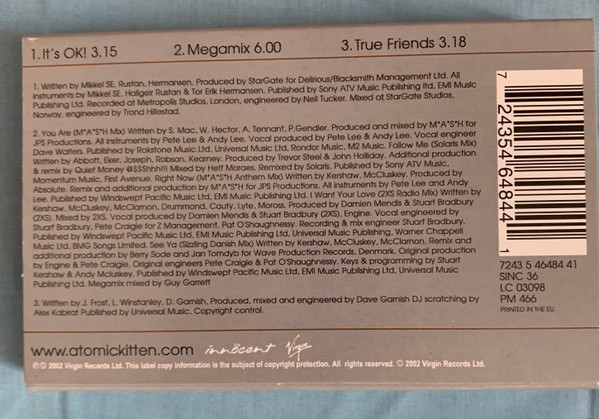 1. It's OK! 3.15 2. Megamix 6.00 3. True Friends 3.18
1. Written by Mikkel SE, Rustan, Hermansen. Produced by StarGate for Delirious/Blacksmith Management Ltd. All
instruments by Mikkel SE, Hallgeir Rustan & Tor Erik Hermansen. Published by Sony ATV Music Publishing ltd, EMI Music
Publishing Ltd. Recorded at Metropolis Studios, London, engineered by Neil Tucker. Mixed at StarGate Studios,
Norway, engineered by Trond Hillestad.
2. You Are (M*A*S*H Mix) Written by S. Mac, W. Hector, A. Tennant, P.Gendler. Produced and mixed by M*A*S*H for
JPS Productions. All instruments by Pete Lee & Andy Lee. Vocal produced by Pete Lee & Andy Lee. Vocal engineer
Dave Walters. Published by Rokstone Music Ltd, Universal Music Ltd, Rondor Music, M2 Music. Follow Me (Solaris Mix)
Written by Abbott, Eker, Joseph, Robson, Kearney. Produced by Trevor Steel & John Holliday. Additional production
& remix by Quiet Money @$$$hhh!!! Mixed by Heff Moraes. Remixed by Solaris. Published by Sony ATV Music,
Momentum Music, First Avenue. Right Now (M*A*S*H Anthem Mix) Written by Kershaw, McCluskey. Produced by
Absolute. Remix and additional production by M*A*S*H for JPS Productions. All instruments by Pete Lee and Andy
Lee. Published by Windswept Pacific Music Ltd, EMI Music Publishing Ltd. I Want Your Love (2XS Radio Mix) Written by
Kershaw, McCluskey, McClarnon, Drummond, Cauty, Lyte, Moross. Produced by Damien Mendis & Stuart Bradbury
(2XS). Mixed by 2XS. Vocal produced by Damien Mendis & Stuart Bradbury (2XS), Engine. Vocal engineered by
Stuart Bradbury, Pete Craigie for Z Management. Pat O'Shaughnessy. Recording & mix engineer Stuart Bradbury.
Published by Windswept Pacific Music Ltd. EMI Music Publishing Ltd, Universal Music Publishing, Warner Chappell
Music Ltd. BMG Songs Limited. See Ya (Sizzling Danish Mix) Written by Kershaw, McCluskey, McClarnon. Remix and
additional production by Berry Sode and Jan Torndyb for Wave Production Records, Denmark. Original production
by Engine & Pete Craigie. Original engineers Pete Craigie & Pat O'Shaughnessy. Keys & programming by Stuart
Kershaw & Andy Mcluskey. Published by Windswept Pacific Music Ltd, EMI Music Publishing Ltd, Universal Music
Publishing Ltd. Megamix mixed by Guy Garrett
3. Written by J. Frost, L. Winstanley, D. Garnish, Produced, mixed and engineered by Dave Garnish DJ scratching by
Alex Kabirat Published by Universal Music, Copyright control.
7 24354 64844 1
7243 5 46484 41
SINC 36
LC 03098
PM 466
PRINTED IN THE EU
www.atomickitten.com innocent Virgin
℗ © 2002 Virgin Records Ltd. This label copy information is the subject of copyright protection. All rights reserved. © 2002 Virgin Records Ltd.